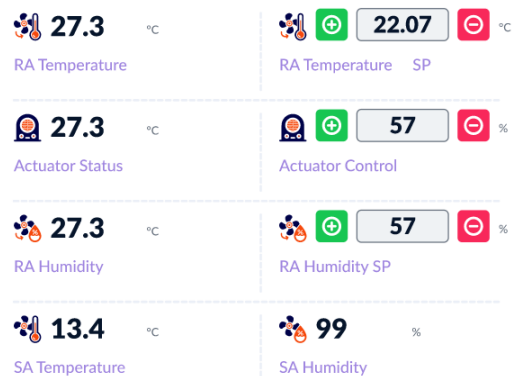 27.3 °C 22.07 °C
RA Temperature RA Temperature SP
27.3 °C 57 %
Actuator Status Actuator Control
27.3 °C 57 %
RA Humidity RA Humidity SP
13.4 °C 99 %
SA Temperature SA Humidity